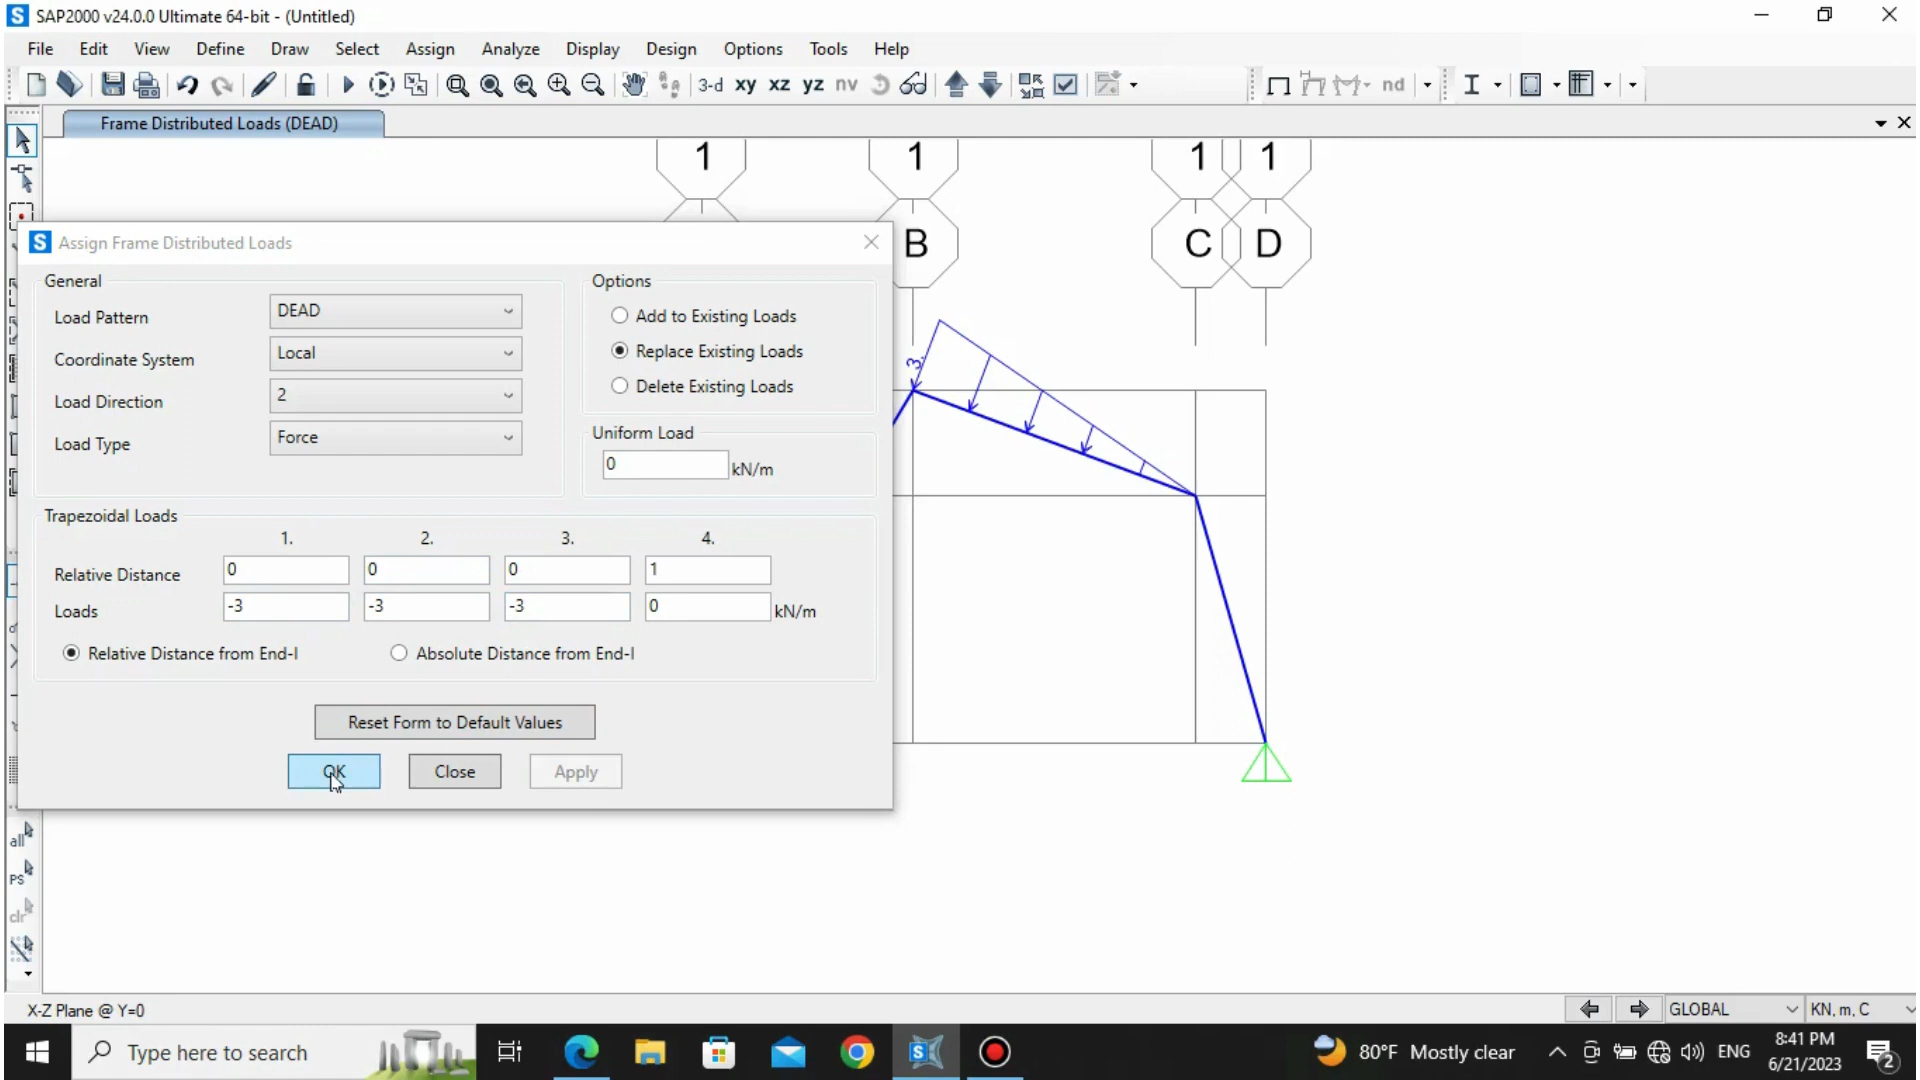 SAP2000 v24.0.0 Ultimate 64-bit - (Untitled)
File Edit View Define Draw Select Assign Analyze Display Design Options Tools Help
3-d xy xz yz nv nd
Frame Distributed Loads (DEAD)
1 1 1 1
B C D
3.
Assign Frame Distributed Loads
General
Load Pattern DEAD
Coordinate System Local
Load Direction 2
Load Type Force
Options
Add to Existing Loads
Replace Existing Loads
Delete Existing Loads
Uniform Load
0 kN/m
Trapezoidal Loads
1. 2. 3. 4.
Relative Distance 0 0 0 1
Loads -3 -3 -3 0 kN/m
Relative Distance from End-I Absolute Distance from End-I
Reset Form to Default Values
OK Close Apply
all
PS
clr
X-Z Plane @ Y=0
GLOBAL KN, m, C
Type here to search
80°F Mostly clear
ENG
8:41 PM
6/21/2023
2